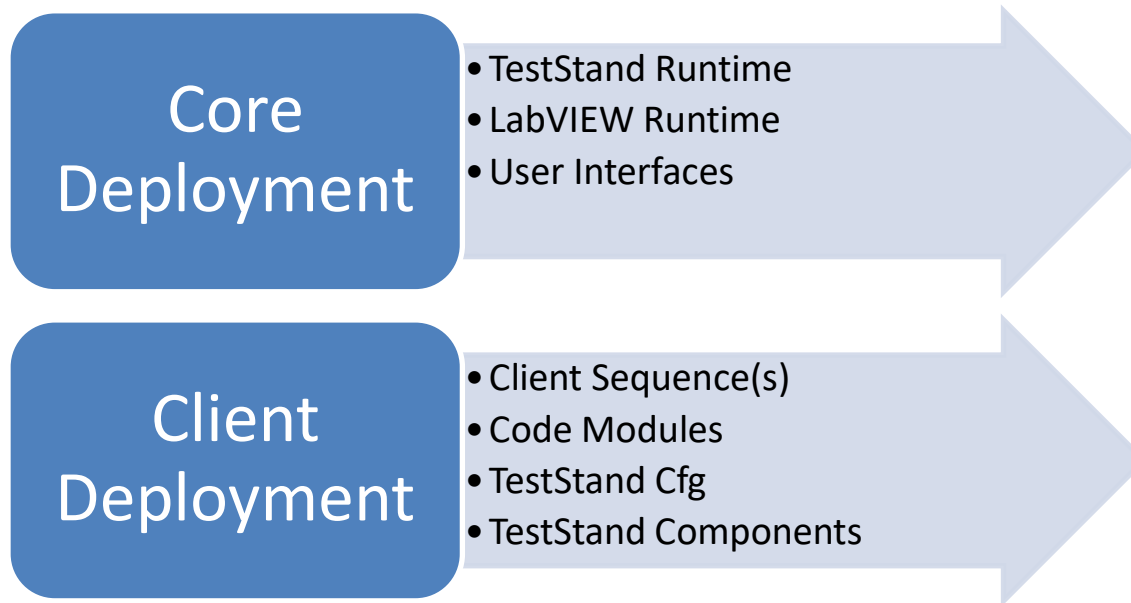 Core
Deployment
• TestStand Runtime
• LabVIEW Runtime
• User Interfaces
Client
Deployment
• Client Sequence(s)
• Code Modules
• TestStand Cfg
• TestStand Components